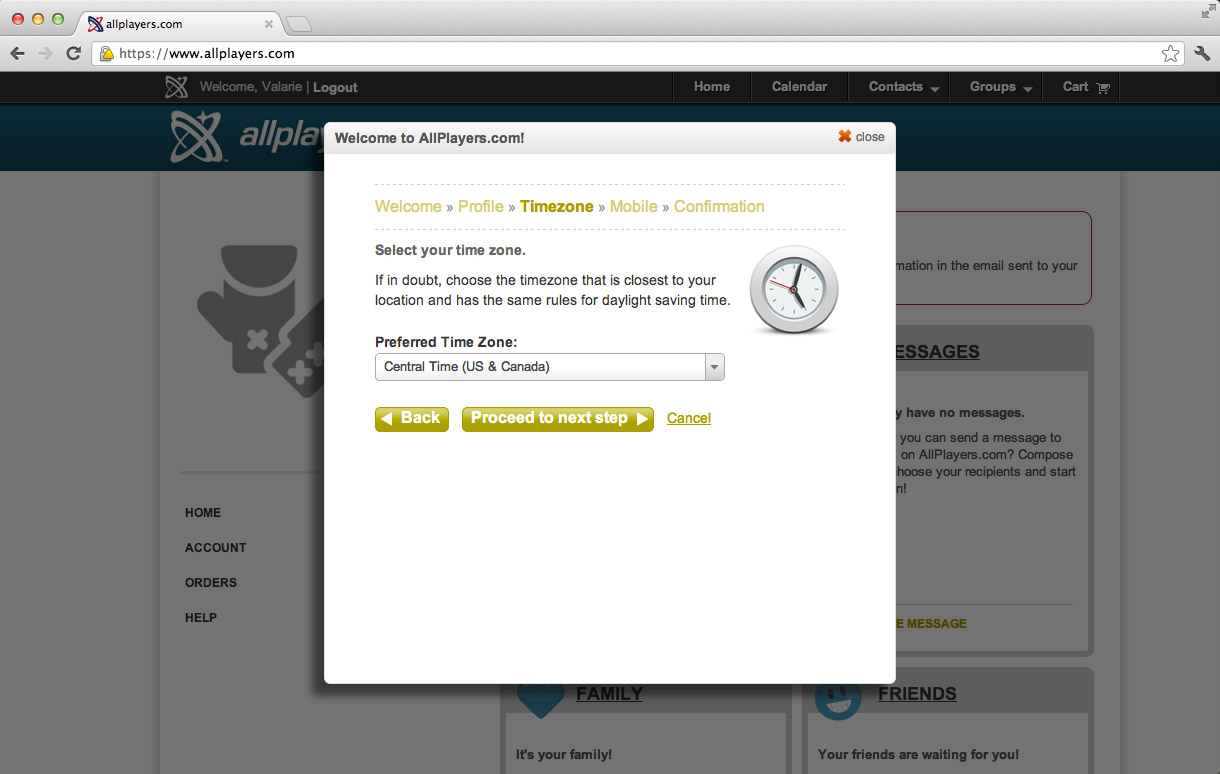 allplayers.com
https://www.allplayers.com
Welcome, Valarie | Logout
Home
Calendar
Contacts
Groups
Cart
Welcome to AllPlayers.com!
close
Welcome » Profile » Timezone » Mobile » Confirmation
Select your time zone.
If in doubt, choose the timezone that is closest to your
location and has the same rules for daylight saving time.
Preferred Time Zone:
Central Time (US & Canada)
Back
Proceed to next step
Cancel
HOME
ACCOUNT
ORDERS
HELP
in the email sent to your
have no messages.
you can send a message to
on AllPlayers.com? Compose
your recipients and start
MESSAGE
FAMILY
It's your family!
FRIENDS
Your friends are waiting for you!